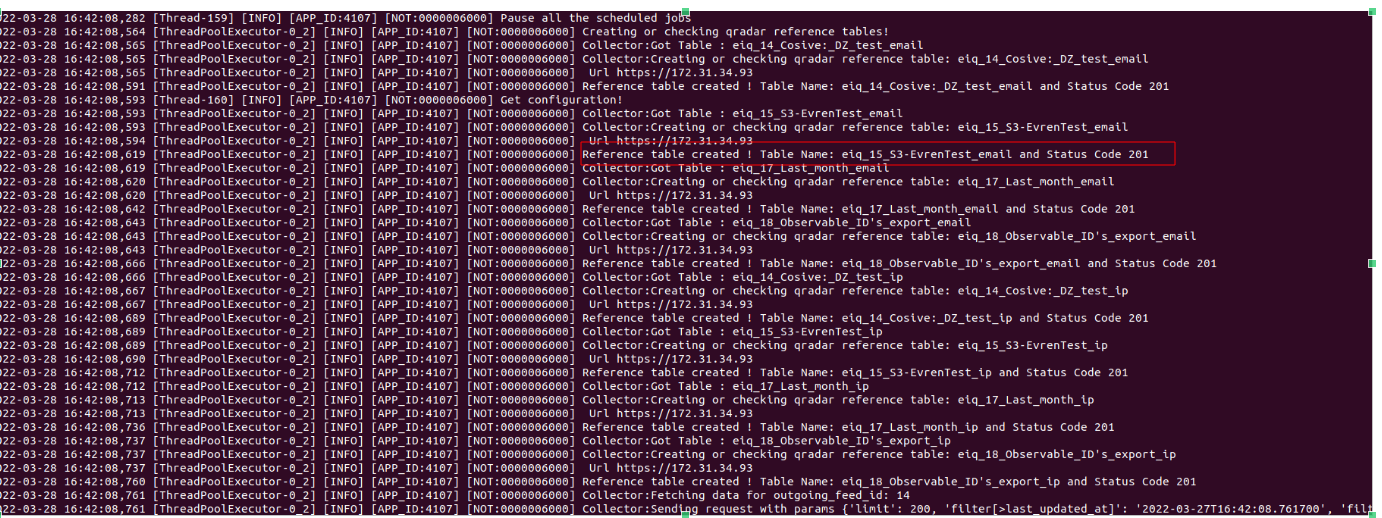 022-03-28 16:42:08,282 [Thread-159] [INFO] [APP_ID:4107] [NOT:0000006000] Pause all the scheduled jobs
022-03-28 16:42:08,564 [ThreadPoolExecutor-0_2] [INFO] [APP_ID:4107] [NOT:0000006000] Creating or checking qradar reference tables!
022-03-28 16:42:08,565 [ThreadPoolExecutor-0_2] [INFO] [APP_ID:4107] [NOT:0000006000] Collector:Got Table : eiq_14_Cosive:_DZ_test_email
022-03-28 16:42:08,565 [ThreadPoolExecutor-0_2] [INFO] [APP_ID:4107] [NOT:0000006000] Collector:Creating or checking qradar reference table: eiq_14_Cosive:_DZ_test_email
022-03-28 16:42:08,565 [ThreadPoolExecutor-0_2] [INFO] [APP_ID:4107] [NOT:0000006000]  Url https://172.31.34.93
022-03-28 16:42:08,591 [ThreadPoolExecutor-0_2] [INFO] [APP_ID:4107] [NOT:0000006000] Reference table created ! Table Name: eiq_14_Cosive:_DZ_test_email and Status Code 201
022-03-28 16:42:08,593 [Thread-160] [INFO] [APP_ID:4107] [NOT:0000006000] Get configuration!
022-03-28 16:42:08,593 [ThreadPoolExecutor-0_2] [INFO] [APP_ID:4107] [NOT:0000006000] Collector:Got Table : eiq_15_S3-EvrenTest_email
022-03-28 16:42:08,593 [ThreadPoolExecutor-0_2] [INFO] [APP_ID:4107] [NOT:0000006000] Collector:Creating or checking qradar reference table: eiq_15_S3-EvrenTest_email
022-03-28 16:42:08,594 [ThreadPoolExecutor-0_2] [INFO] [APP_ID:4107] [NOT:0000006000]  Url https://172.31.34.93
022-03-28 16:42:08,619 [ThreadPoolExecutor-0_2] [INFO] [APP_ID:4107] [NOT:0000006000] Reference table created ! Table Name: eiq_15_S3-EvrenTest_email and Status Code 201
022-03-28 16:42:08,619 [ThreadPoolExecutor-0_2] [INFO] [APP_ID:4107] [NOT:0000006000] Collector:Got Table : eiq_17_Last_month_email
022-03-28 16:42:08,620 [ThreadPoolExecutor-0_2] [INFO] [APP_ID:4107] [NOT:0000006000] Collector:Creating or checking qradar reference table: eiq_17_Last_month_email
022-03-28 16:42:08,620 [ThreadPoolExecutor-0_2] [INFO] [APP_ID:4107] [NOT:0000006000]  Url https://172.31.34.93
022-03-28 16:42:08,642 [ThreadPoolExecutor-0_2] [INFO] [APP_ID:4107] [NOT:0000006000] Reference table created ! Table Name: eiq_17_Last_month_email and Status Code 201
022-03-28 16:42:08,643 [ThreadPoolExecutor-0_2] [INFO] [APP_ID:4107] [NOT:0000006000] Collector:Got Table : eiq_18_Observable_ID's_export_email
022-03-28 16:42:08,643 [ThreadPoolExecutor-0_2] [INFO] [APP_ID:4107] [NOT:0000006000] Collector:Creating or checking qradar reference table: eiq_18_Observable_ID's_export_email
022-03-28 16:42:08,643 [ThreadPoolExecutor-0_2] [INFO] [APP_ID:4107] [NOT:0000006000]  Url https://172.31.34.93
022-03-28 16:42:08,666 [ThreadPoolExecutor-0_2] [INFO] [APP_ID:4107] [NOT:0000006000] Reference table created ! Table Name: eiq_18_Observable_ID's_export_email and Status Code 201
022-03-28 16:42:08,666 [ThreadPoolExecutor-0_2] [INFO] [APP_ID:4107] [NOT:0000006000] Collector:Got Table : eiq_14_Cosive:_DZ_test_ip
022-03-28 16:42:08,667 [ThreadPoolExecutor-0_2] [INFO] [APP_ID:4107] [NOT:0000006000] Collector:Creating or checking qradar reference table: eiq_14_Cosive:_DZ_test_ip
022-03-28 16:42:08,667 [ThreadPoolExecutor-0_2] [INFO] [APP_ID:4107] [NOT:0000006000]  Url https://172.31.34.93
022-03-28 16:42:08,689 [ThreadPoolExecutor-0_2] [INFO] [APP_ID:4107] [NOT:0000006000] Reference table created ! Table Name: eiq_14_Cosive:_DZ_test_ip and Status Code 201
022-03-28 16:42:08,689 [ThreadPoolExecutor-0_2] [INFO] [APP_ID:4107] [NOT:0000006000] Collector:Got Table : eiq_15_S3-EvrenTest_ip
022-03-28 16:42:08,689 [ThreadPoolExecutor-0_2] [INFO] [APP_ID:4107] [NOT:0000006000] Collector:Creating or checking qradar reference table: eiq_15_S3-EvrenTest_ip
022-03-28 16:42:08,690 [ThreadPoolExecutor-0_2] [INFO] [APP_ID:4107] [NOT:0000006000]  Url https://172.31.34.93
022-03-28 16:42:08,712 [ThreadPoolExecutor-0_2] [INFO] [APP_ID:4107] [NOT:0000006000] Reference table created ! Table Name: eiq_15_S3-EvrenTest_ip and Status Code 201
022-03-28 16:42:08,712 [ThreadPoolExecutor-0_2] [INFO] [APP_ID:4107] [NOT:0000006000] Collector:Got Table : eiq_17_Last_month_ip
022-03-28 16:42:08,713 [ThreadPoolExecutor-0_2] [INFO] [APP_ID:4107] [NOT:0000006000] Collector:Creating or checking qradar reference table: eiq_17_Last_month_ip
022-03-28 16:42:08,713 [ThreadPoolExecutor-0_2] [INFO] [APP_ID:4107] [NOT:0000006000]  Url https://172.31.34.93
022-03-28 16:42:08,736 [ThreadPoolExecutor-0_2] [INFO] [APP_ID:4107] [NOT:0000006000] Reference table created ! Table Name: eiq_17_Last_month_ip and Status Code 201
022-03-28 16:42:08,737 [ThreadPoolExecutor-0_2] [INFO] [APP_ID:4107] [NOT:0000006000] Collector:Got Table : eiq_18_Observable_ID's_export_ip
022-03-28 16:42:08,737 [ThreadPoolExecutor-0_2] [INFO] [APP_ID:4107] [NOT:0000006000] Collector:Creating or checking qradar reference table: eiq_18_Observable_ID's_export_ip
022-03-28 16:42:08,737 [ThreadPoolExecutor-0_2] [INFO] [APP_ID:4107] [NOT:0000006000]  Url https://172.31.34.93
022-03-28 16:42:08,760 [ThreadPoolExecutor-0_2] [INFO] [APP_ID:4107] [NOT:0000006000] Reference table created ! Table Name: eiq_18_Observable_ID's_export_ip and Status Code 201
022-03-28 16:42:08,761 [ThreadPoolExecutor-0_2] [INFO] [APP_ID:4107] [NOT:0000006000] Collector:Fetching data for outgoing_feed_id: 14
022-03-28 16:42:08,761 [ThreadPoolExecutor-0_2] [INFO] [APP_ID:4107] [NOT:0000006000] Collector:Sending request with params {'limit': 200, 'filter[>last_updated_at]': '2022-03-27T16:42:08.761700', 'filt